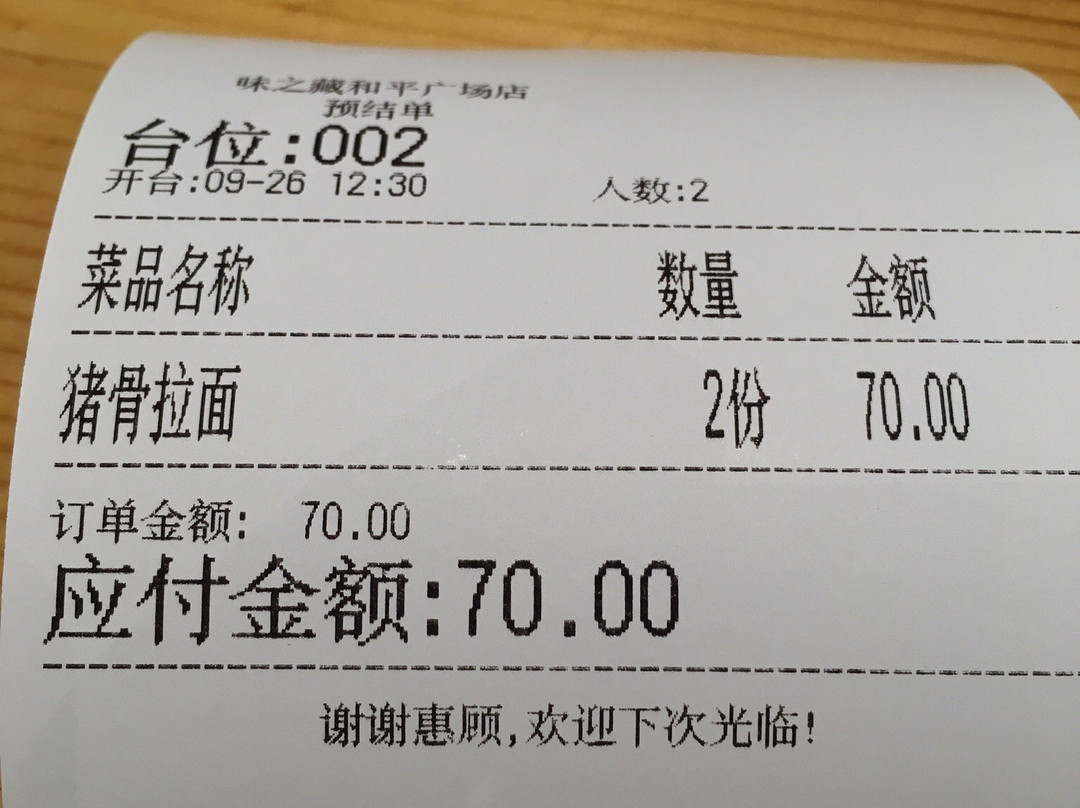 味之藏和平广场店
预结单
台位:002
开台:09-26 12:30 人数:2
菜品名称 数量 金额
猪骨拉面 2份 70.00
订单金额: 70.00
应付金额:70.00
谢谢惠顾,欢迎下次光临!